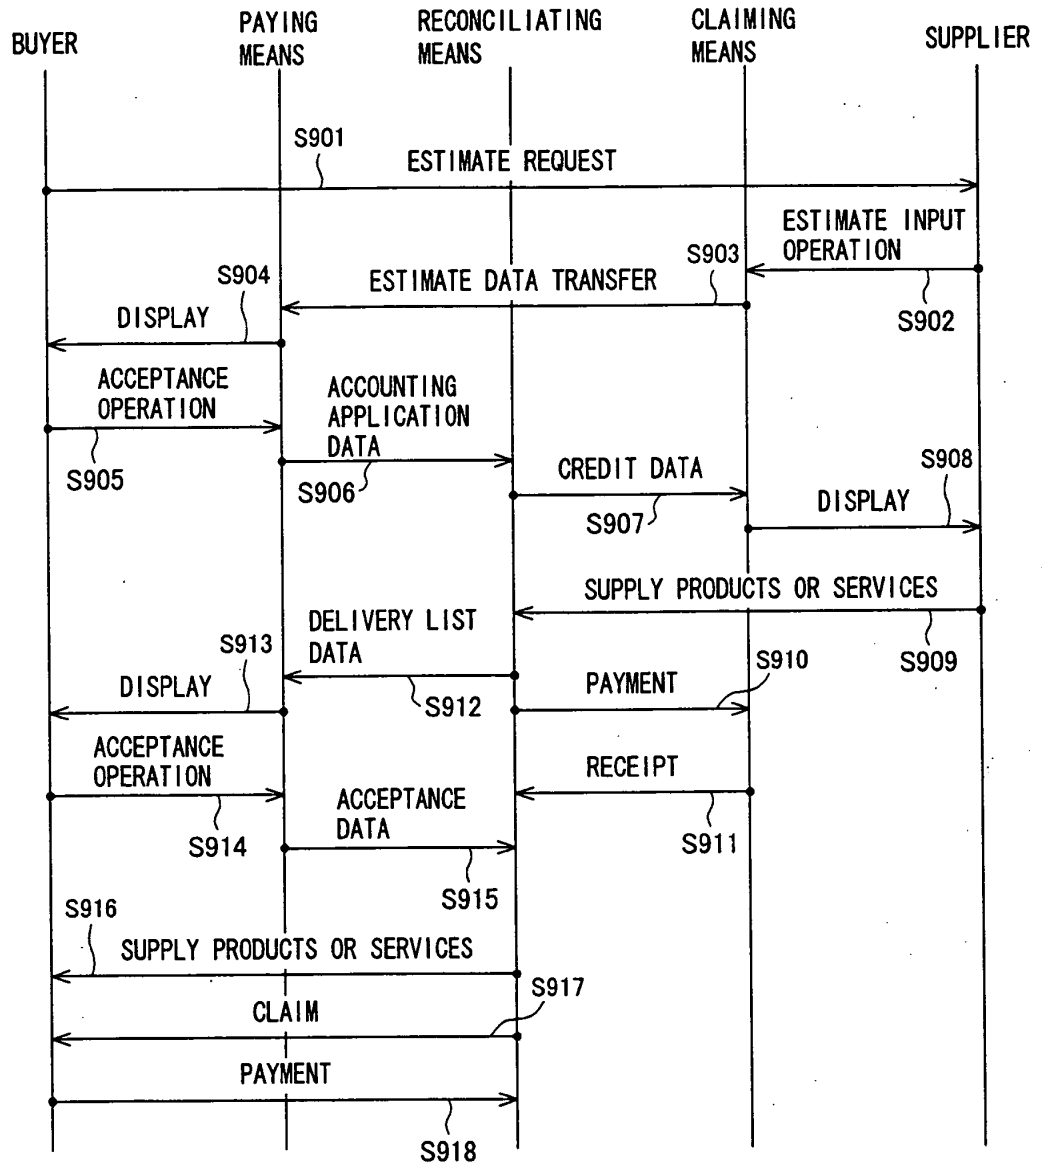 BUYER
PAYING
MEANS
RECONCILIATING
MEANS
CLAIMING
MEANS
SUPPLIER
S901
ESTIMATE REQUEST
ESTIMATE INPUT
OPERATION
S902
S903
ESTIMATE DATA TRANSFER
S904
DISPLAY
ACCEPTANCE
OPERATION
S905
ACCOUNTING
APPLICATION
DATA
S906
CREDIT DATA
S907
S908
DISPLAY
SUPPLY PRODUCTS OR SERVICES
S909
DELIVERY LIST
DATA
S912
S913
DISPLAY
PAYMENT
S910
ACCEPTANCE
OPERATION
S914
RECEIPT
S911
ACCEPTANCE
DATA
S915
S916
SUPPLY PRODUCTS OR SERVICES
S917
CLAIM
PAYMENT
S918